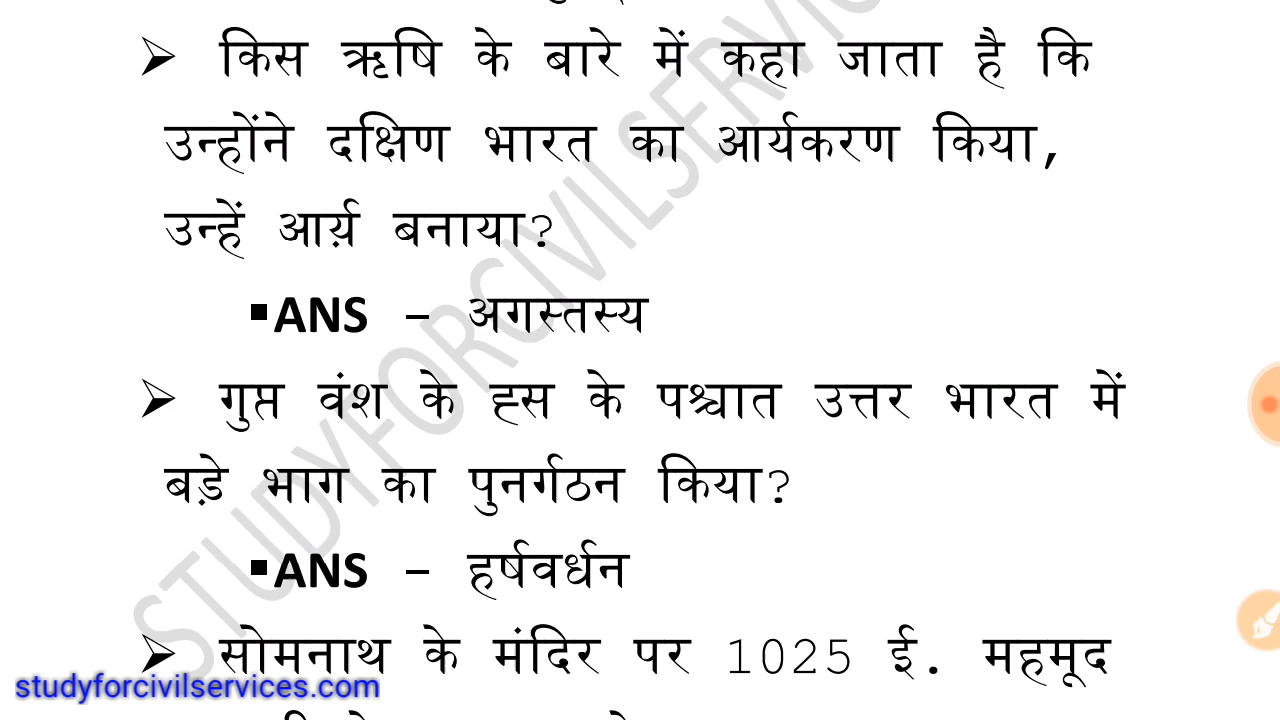 ➢ किस ऋषि के बारे में कहा जाता है कि
उन्होंने दक्षिण भारत का आर्यकरण किया,
उन्हें आर्य़ बनाया?
▪ANS – अगस्तस्य
➢ गुप्त वंश के ह्स के पश्चात उत्तर भारत में
बड़े भाग का पुनर्गठन किया?
▪ANS – हर्षवर्धन
➢ सोमनाथ के मंदिर पर 1025 ई. महमूद
studyforcivilservices.com
STUDYFORCIVILSERVI